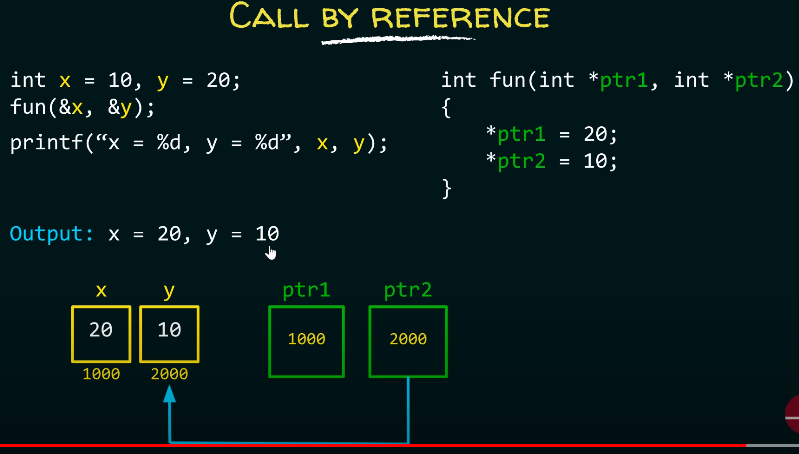 CALL BY REFERENCE
int x = 10, y = 20;
fun(&x, &y);
printf(“x = %d, y = %d”, x, y);
int fun(int *ptr1, int *ptr2)
{
*ptr1 = 20;
*ptr2 = 10;
}
Output: x = 20, y = 10
x y ptr1 ptr2
20 10 1000 2000
1000 2000